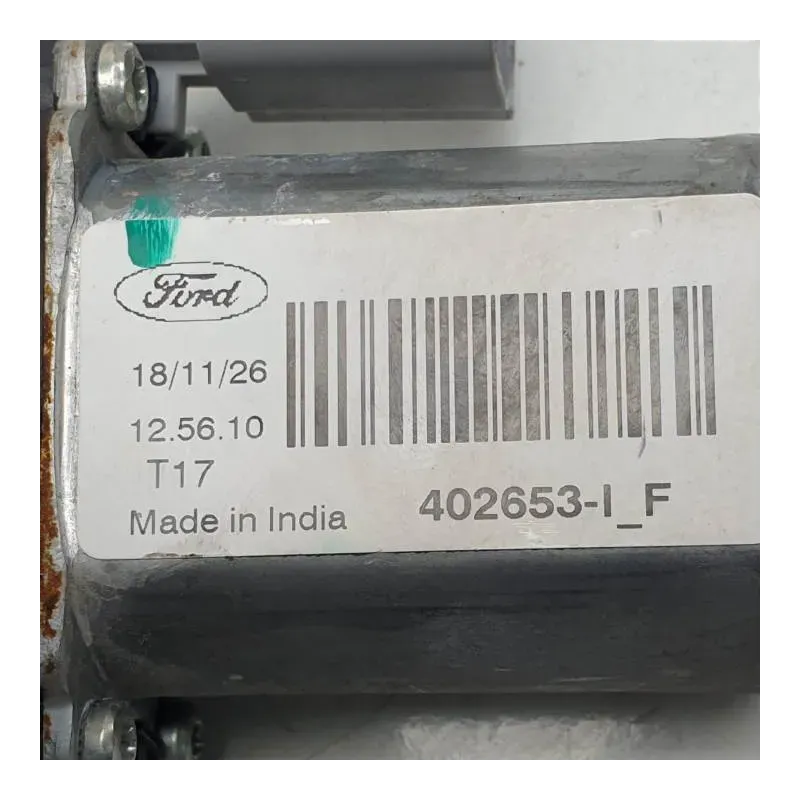 Ford
18/11/26
12.56.10
T17
Made in India
402653-I_F